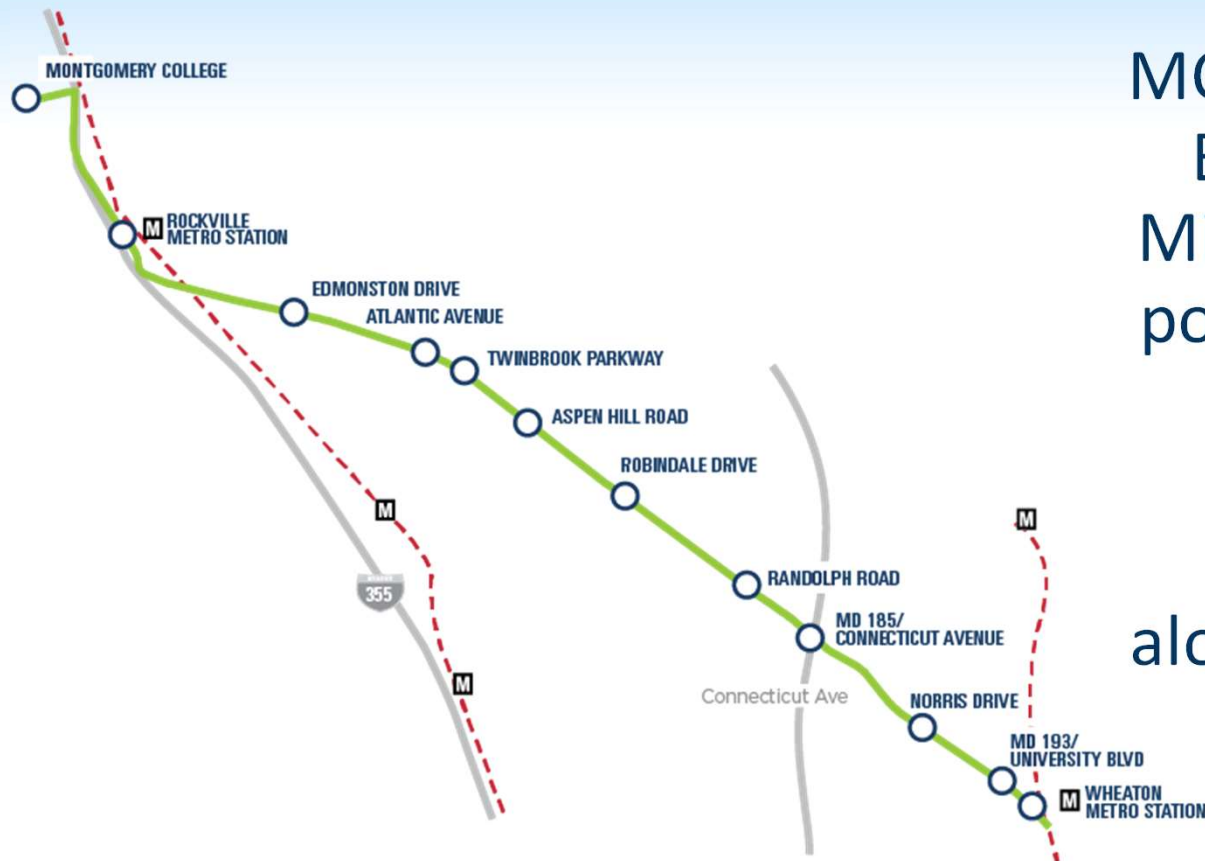 MONTGOMERY COLLEGE
M
ROCKVILLE
METRO STATION
EDMONSTON DRIVE
ATLANTIC AVENUE
TWINBROOK PARKWAY
ASPEN HILL ROAD
ROBINDALE DRIVE
M
M
355
RANDOLPH ROAD
MD 185/
CONNECTICUT AVENUE
M
Connecticut Ave
NORRIS DRIVE
MD 193/
UNIVERSITY BLVD
M
WHEATON
METRO STATION